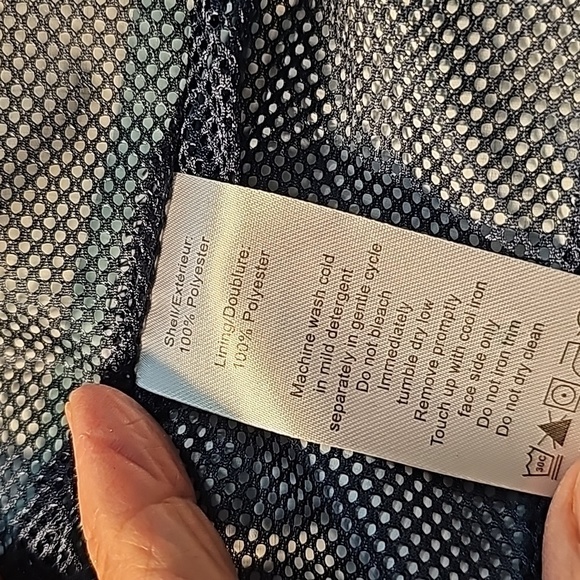 Shell/Extérieur:
100% Polyester
Lining/Doublure:
100% Polyester
Machine wash cold
in mild detergent
separately in gentle cycle
Do not bleach
Immediately
tumble dry low
Remove promptly
Touch up with cool iron
face side only
Do not iron trim
Do not dry clean
30C